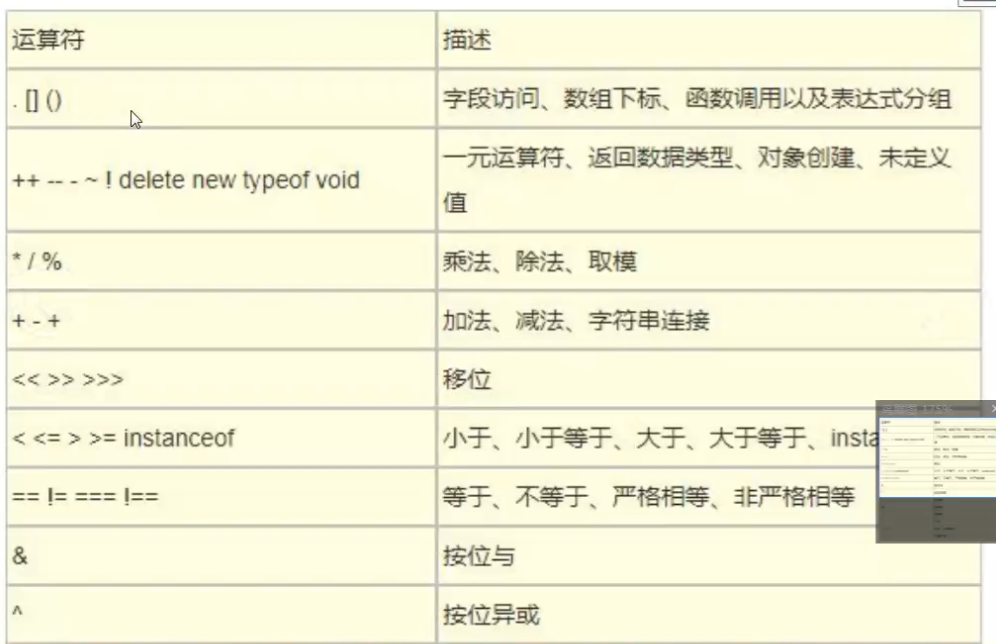 运算符 描述
. [] () 字段访问、数组下标、函数调用以及表达式分组
++ -- - ~ ! delete new typeof void 一元运算符、返回数据类型、对象创建、未定义
值
* / % 乘法、除法、取模
+ - + 加法、减法、字符串连接
<< >> >>> 移位
< <= > >= instanceof 小于、小于等于、大于、大于等于、insta
== != === !== 等于、不等于、严格相等、非严格相等
& 按位与
^ 按位异或